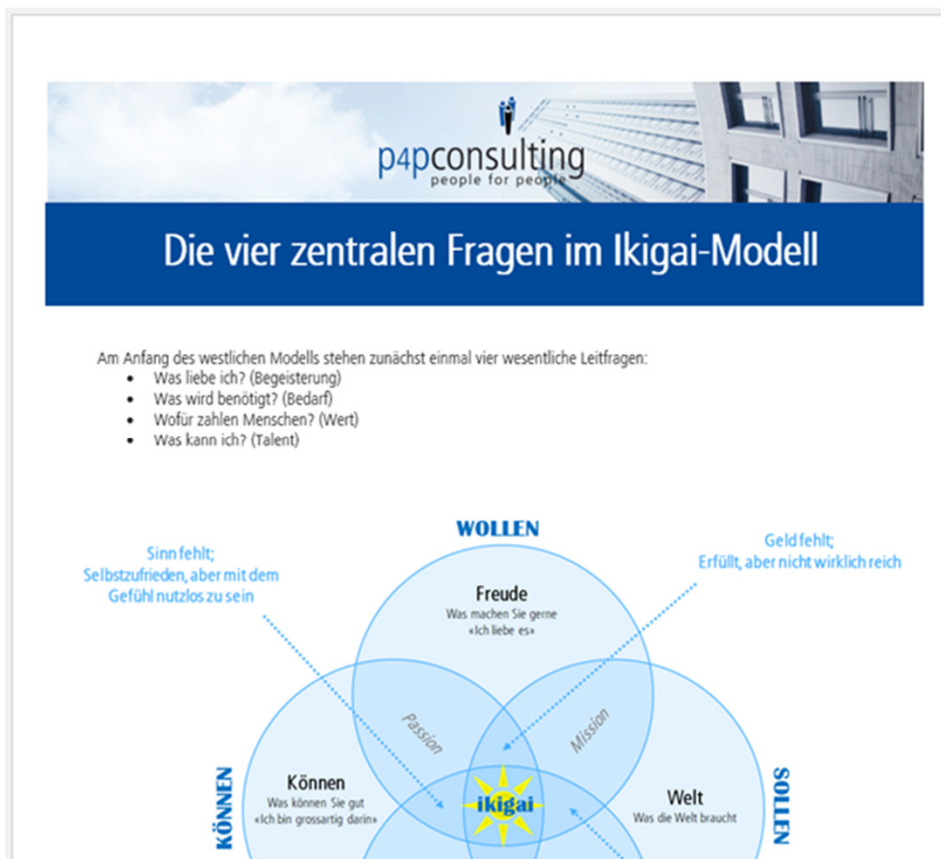 p4pconsulting
people for people
Die vier zentralen Fragen im Ikigai-Modell
Am Anfang des westlichen Modells stehen zunächst einmal vier wesentliche Leitfragen:
• Was liebe ich? (Begeisterung)
• Was wird benötigt? (Bedarf)
• Wofür zahlen Menschen? (Wert)
• Was kann ich? (Talent)
WOLLEN
Sinn fehlt;
Selbstzufrieden, aber mit dem
Gefühl nutzlos zu sein
Geld fehlt;
Erfüllt, aber nicht wirklich reich
Freude
Was machen Sie gerne
«Ich liebe es»
Passion
Mission
KÖNNEN
Können
Was können Sie gut
«Ich bin grossartig darin»
ikigai
Welt
Was die Welt braucht
SOLLEN